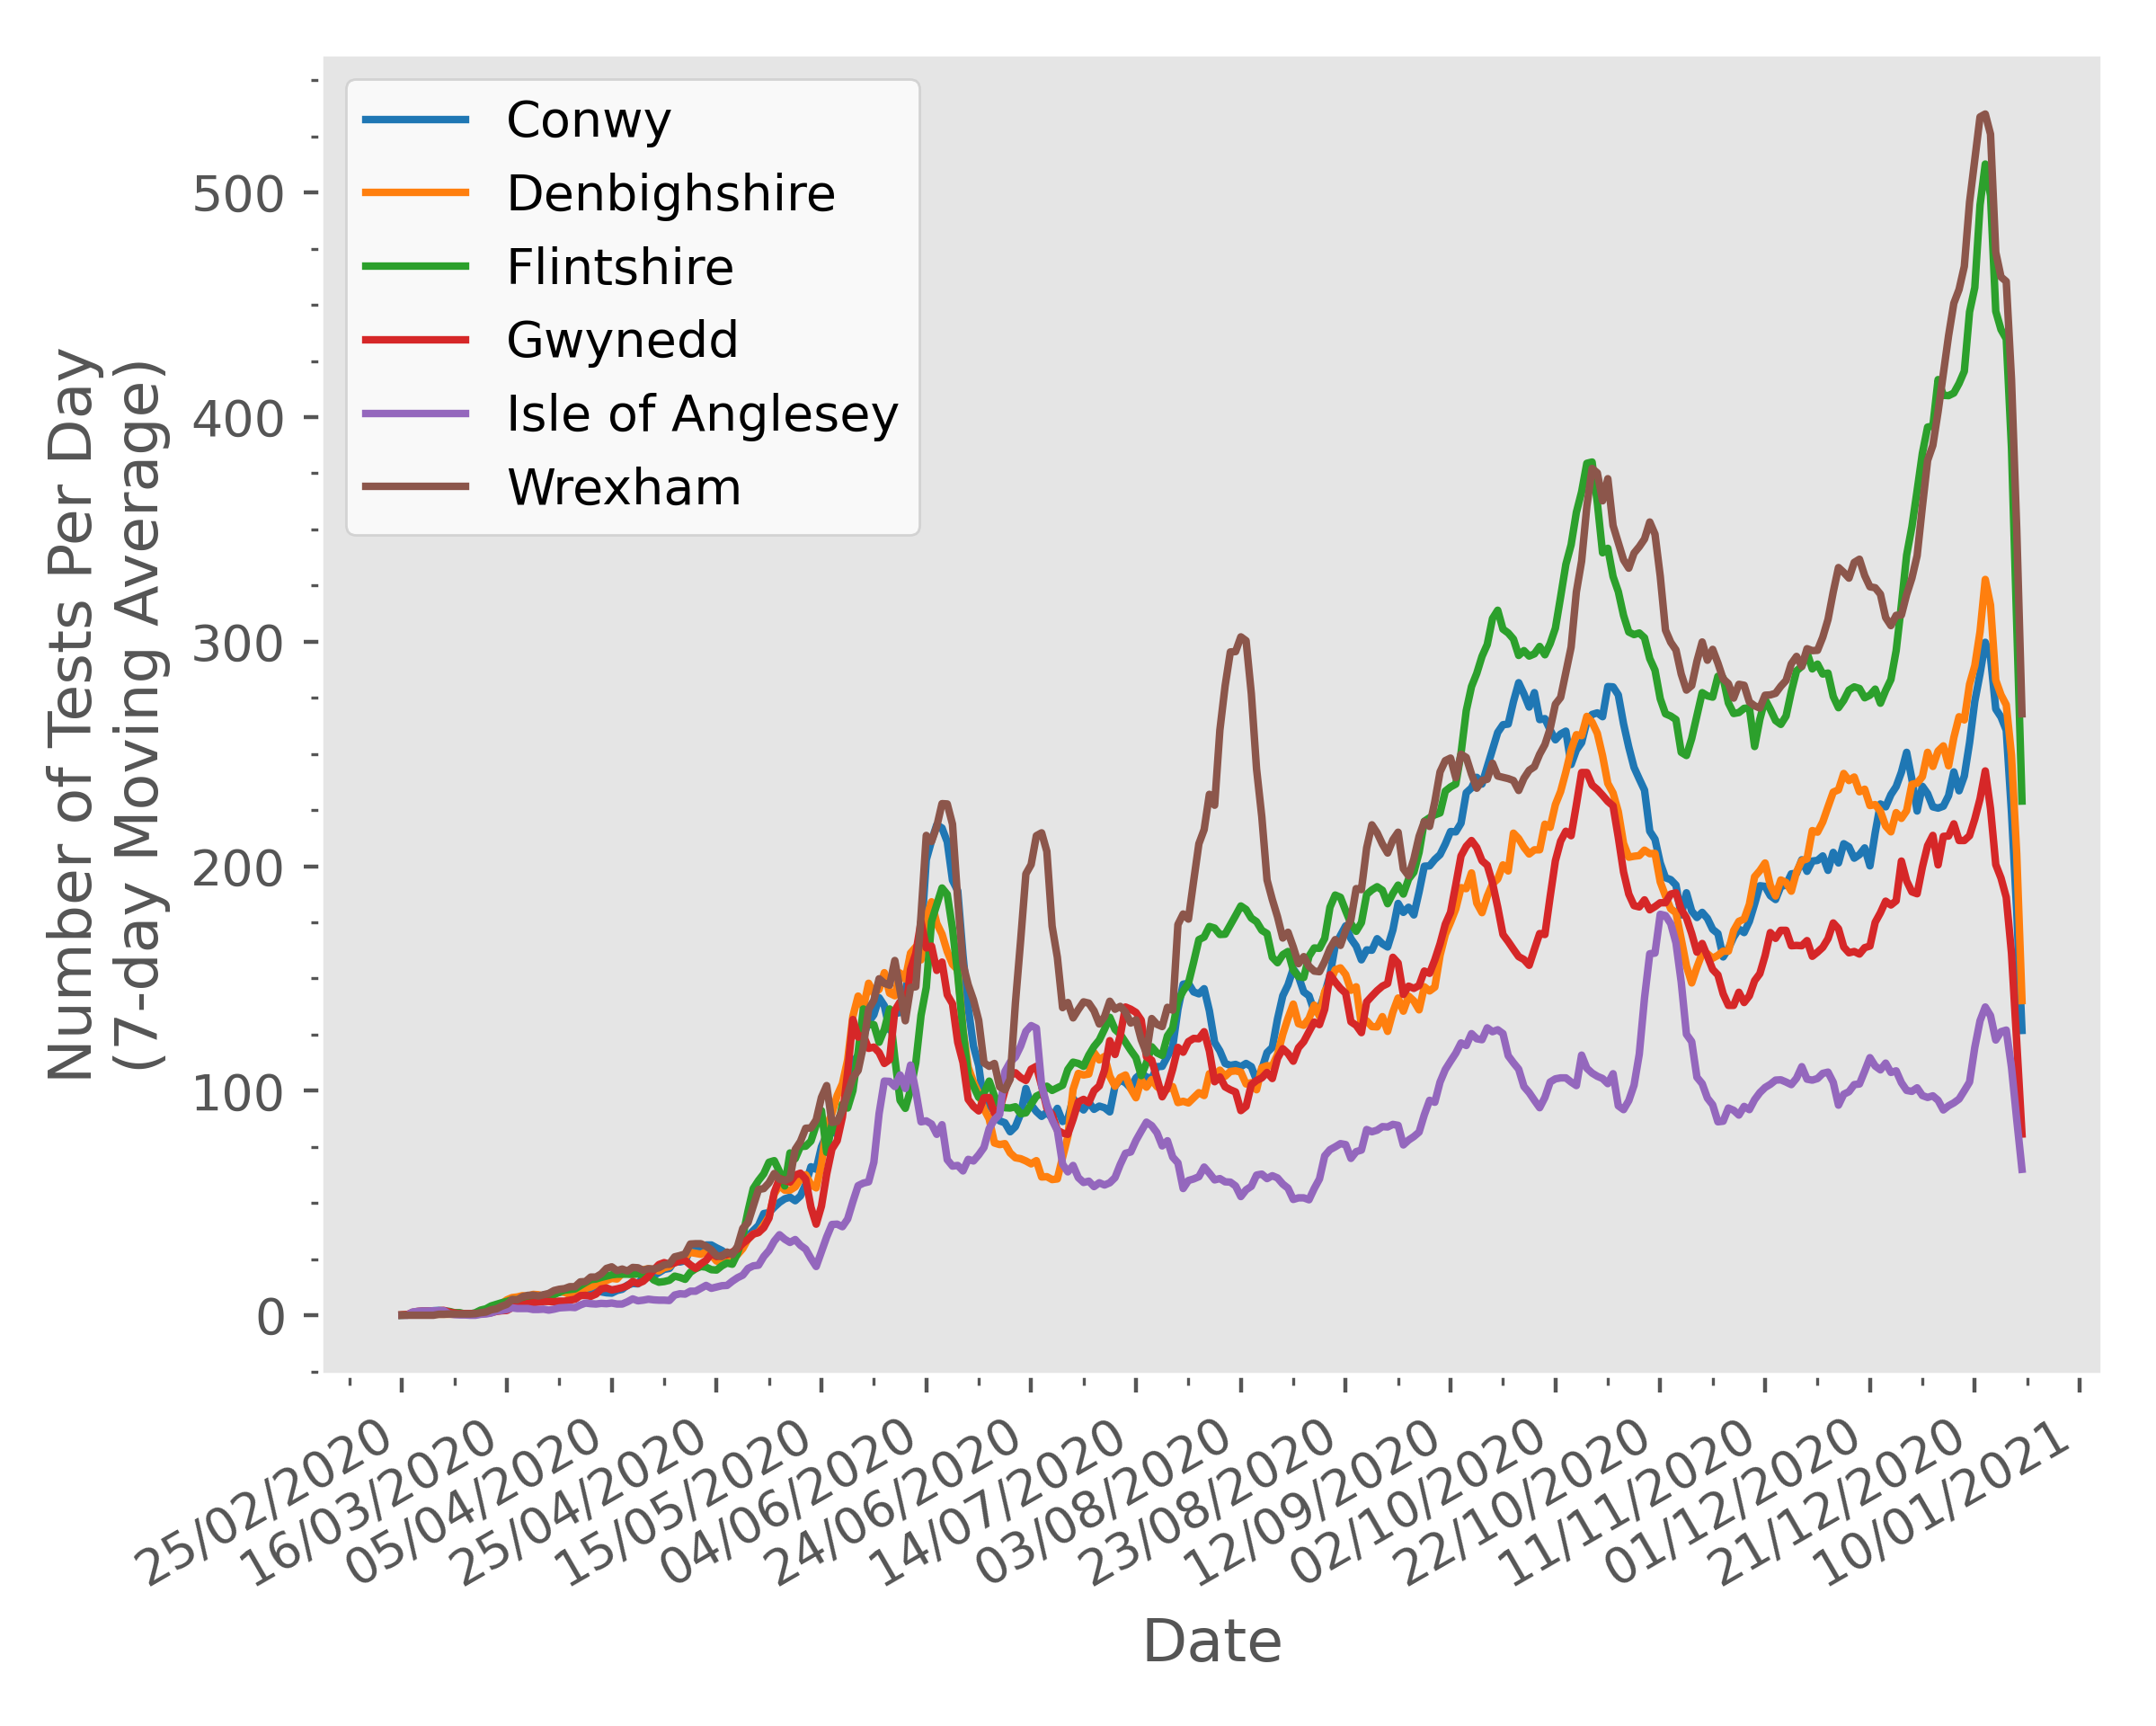 Conwy
Denbighshire
Flintshire
Gwynedd
Isle of Anglesey
Wrexham
Number of Tests Per Day
(7-day Moving Average)
500
400
300
200
100
0
25/02/2020
16/03/2020
05/04/2020
25/04/2020
15/05/2020
04/06/2020
24/06/2020
14/07/2020
03/08/2020
23/08/2020
12/09/2020
02/10/2020
22/10/2020
11/11/2020
01/12/2020
21/12/2020
10/01/2021
Date